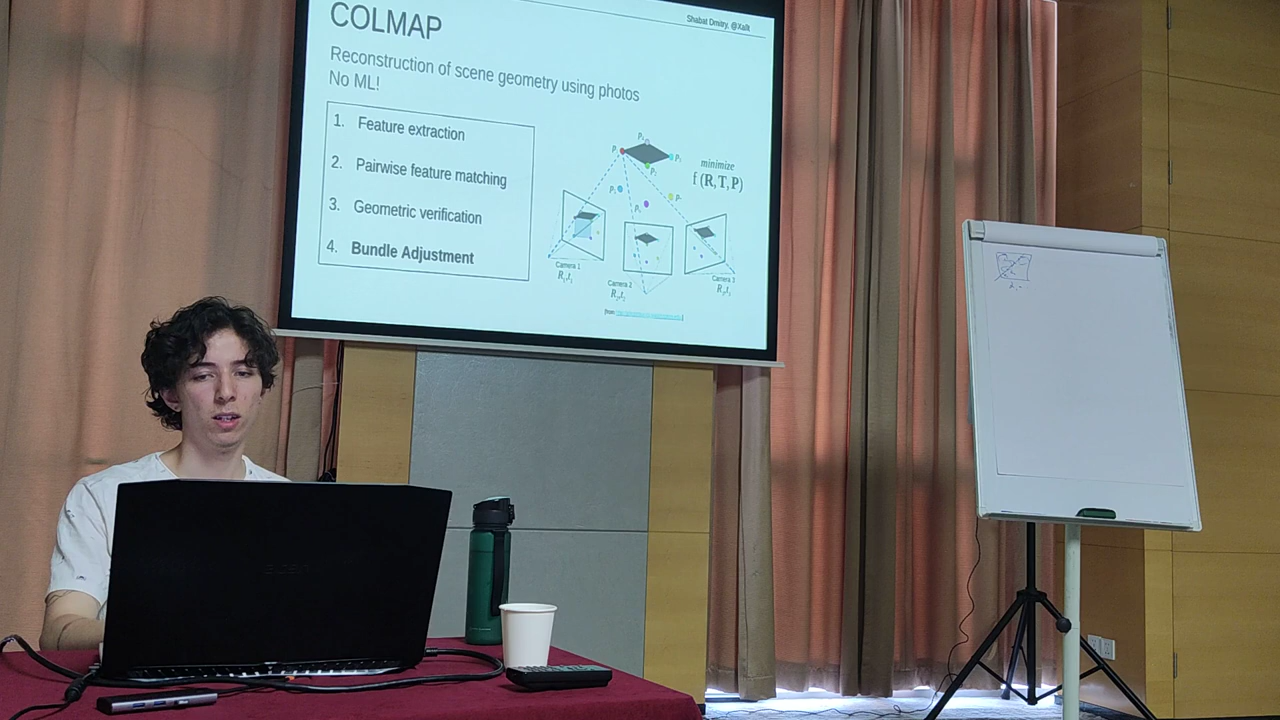 COLMAP
Shabat Dmitry, @Xallt
Reconstruction of scene geometry using photos
No ML!
1. Feature extraction
2. Pairwise feature matching
3. Geometric verification
4. Bundle Adjustment
minimize
f (R, T, P)
Camera 1
Camera 2
Camera 3
acer